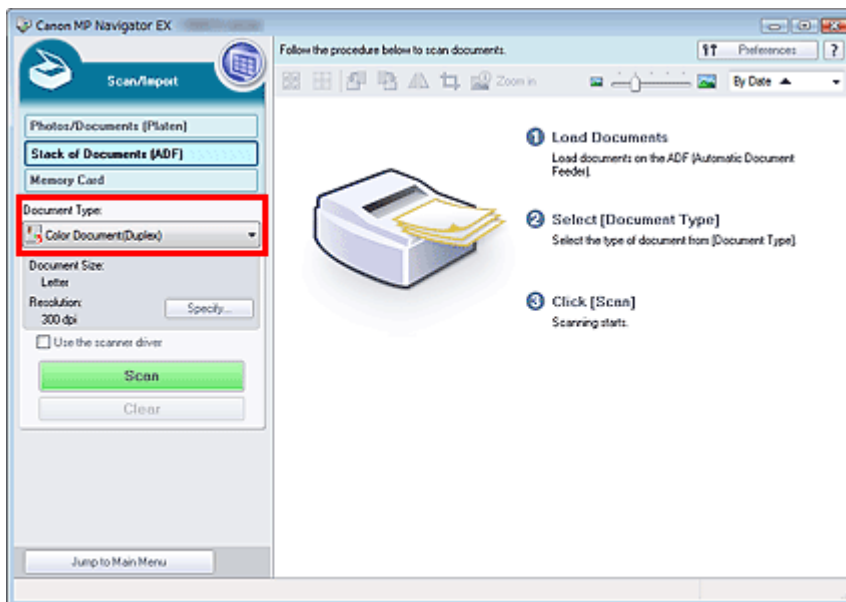 Canon MP Navigator EX
Scan/Import
Follow the procedure below to scan documents.
Preferences
?
Zoom in
By Date
Photos/Documents (Platen)
Stack of Documents (ADF)
Memory Card
Document Type:
Color Document(Duplex)
Document Size:
Letter
Resolution:
300 dpi
Specify...
Use the scanner driver
Scan
Clear
Jump to Main Menu
1 Load Documents
Load documents on the ADF (Automatic Document
Feeder).
2 Select [Document Type]
Select the type of document from [Document Type].
3 Click [Scan]
Scanning starts.